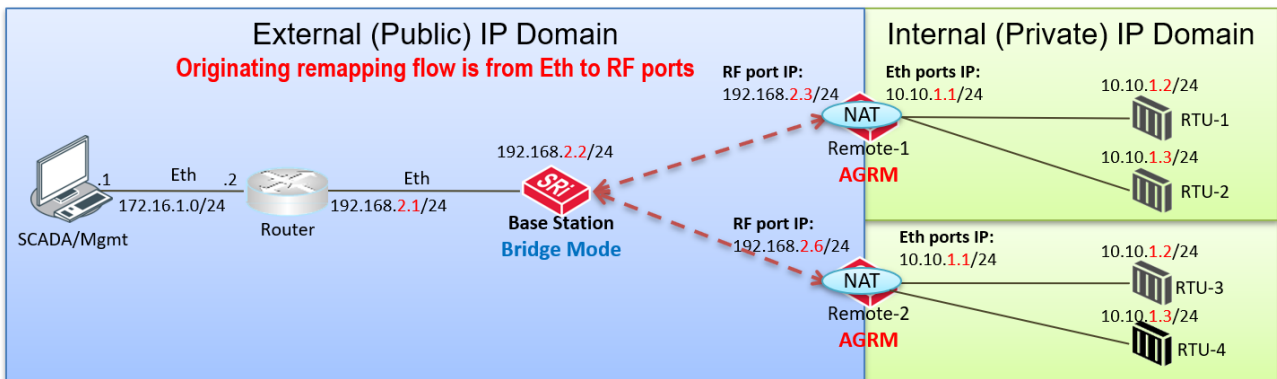 External (Public) IP Domain
Internal (Private) IP Domain
Originating remapping flow is from Eth to RF ports
RF port IP:
192.168.2.3/24
Eth ports IP:
10.10.1.1/24
10.10.1.2/24
NAT
RTU-1
Remote-1
AGRM
10.10.1.3/24
RTU-2
192.168.2.2/24
SRi
Base Station
Bridge Mode
.1
Eth
.2
172.16.1.0/24
SCADA/Mgmt
Router
Eth
192.168.2.1/24
RF port IP:
192.168.2.6/24
Eth ports IP:
10.10.1.1/24
10.10.1.2/24
NAT
RTU-3
Remote-2
AGRM
10.10.1.3/24
RTU-4